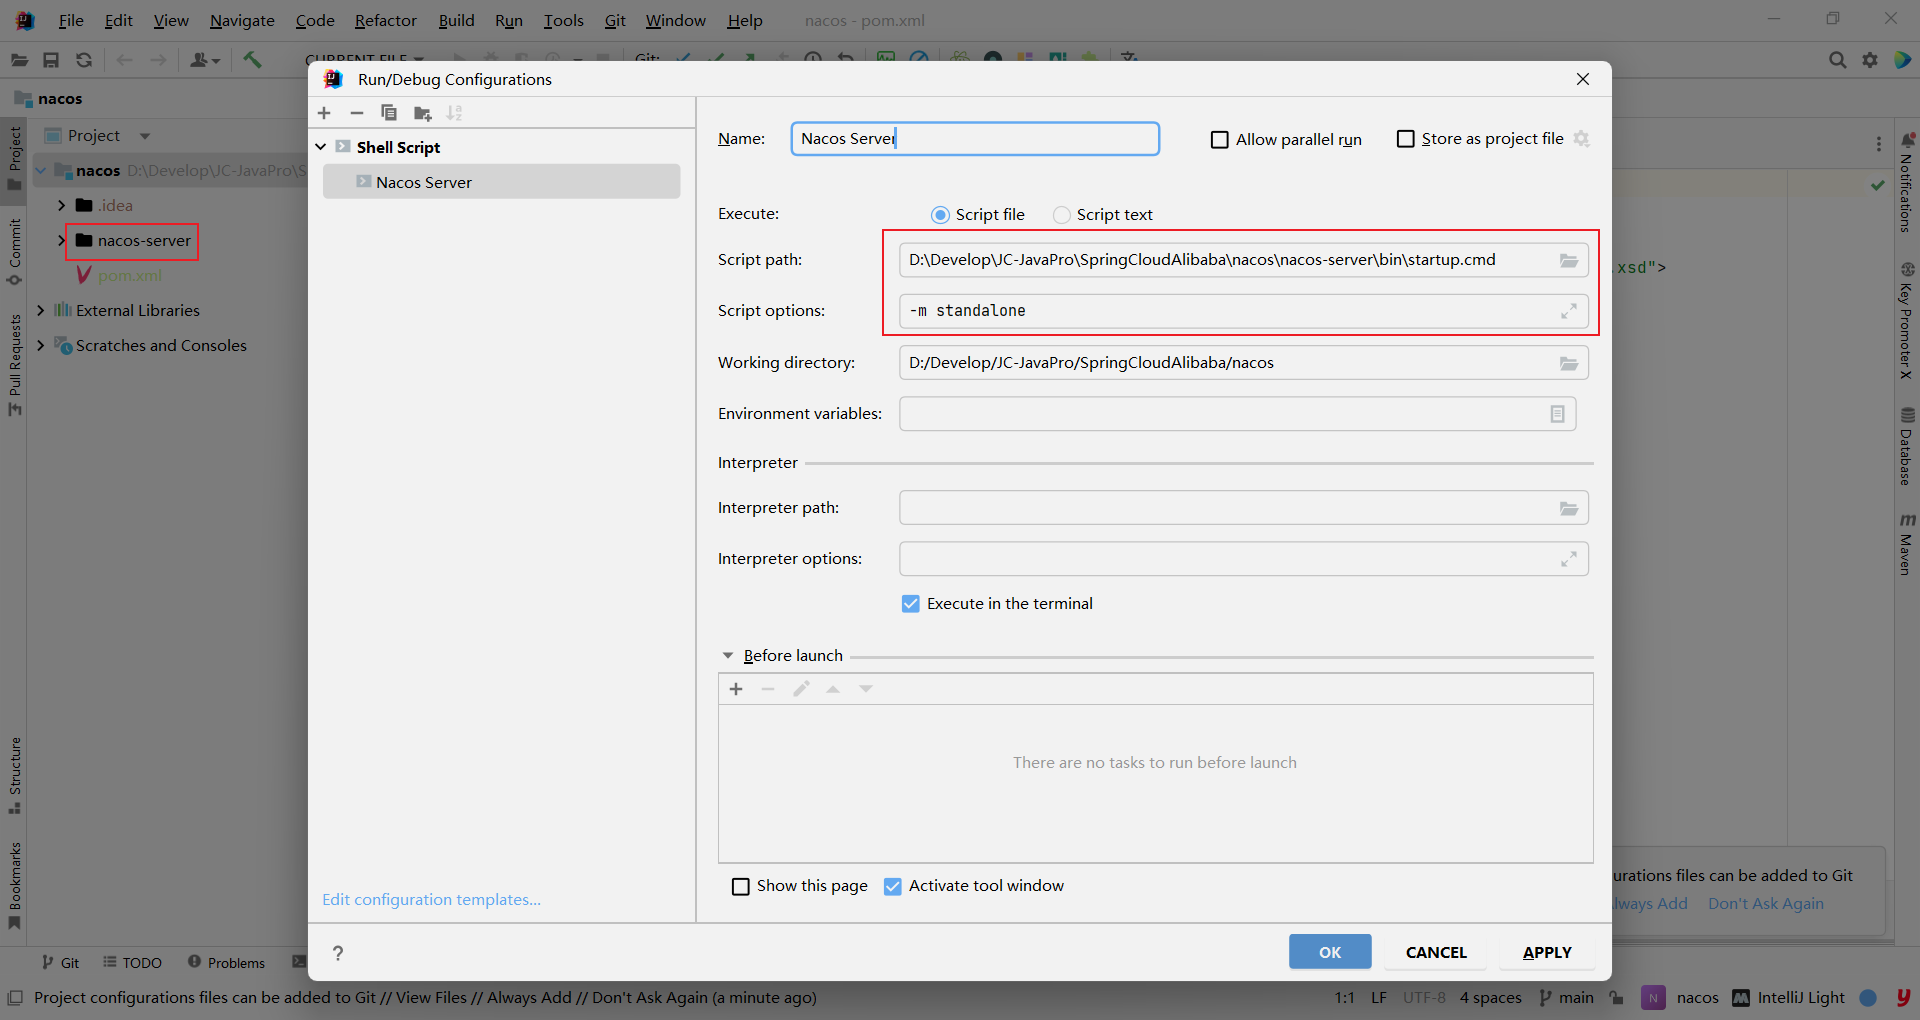 File Edit View Navigate Code Refactor Build Run Tools Git Window Help nacos - pom.xml
CURRENT FILE Git:
nacos
Run/Debug Configurations
Project
Project
nacos D:\Develop\JC-JavaPro\S
.idea
nacos-server
pom.xml
External Libraries
Scratches and Consoles
Commit
Pull Requests
Structure
Bookmarks
Shell Script
Nacos Server
Edit configuration templates...
Name: Nacos Server
Allow parallel run
Store as project file
Execute: Script file Script text
Script path: D:\Develop\JC-JavaPro\SpringCloudAlibaba\nacos\nacos-server\bin\startup.cmd
Script options: -m standalone
Working directory: D:/Develop/JC-JavaPro/SpringCloudAlibaba/nacos
Environment variables:
Interpreter
Interpreter path:
Interpreter options:
Execute in the terminal
Before launch
There are no tasks to run before launch
Show this page Activate tool window
? OK CANCEL APPLY
.xsd">
Notifications
Key Promoter X
Database
m Maven
urations files can be added to Git
lways Add Don't Ask Again
Git TODO Problems
Project configurations files can be added to Git // View Files // Always Add // Don't Ask Again (a minute ago)
1:1 LF UTF-8 4 spaces main N nacos IntelliJ Light